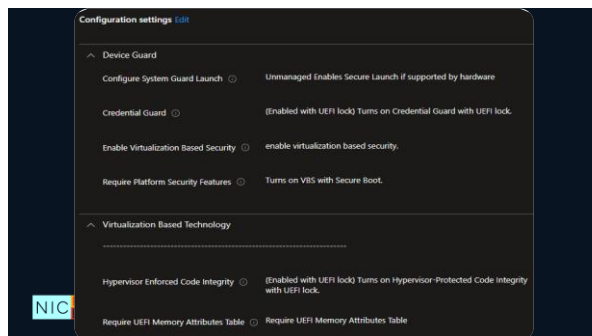 Configuration settings Edit
Device Guard
Configure System Guard Launch Unmanaged Enables Secure Launch if supported by hardware
Credential Guard (Enabled with UEFI lock) Turns on Credential Guard with UEFI lock.
Enable Virtualization Based Security enable virtualization based security.
Require Platform Security Features Turns on VBS with Secure Boot.
Virtualization Based Technology
Hypervisor Enforced Code Integrity (Enabled with UEFI lock) Turns on Hypervisor-Protected Code Integrity
with UEFI lock.
Require UEFI Memory Attributes Table Require UEFI Memory Attributes Table
NIC